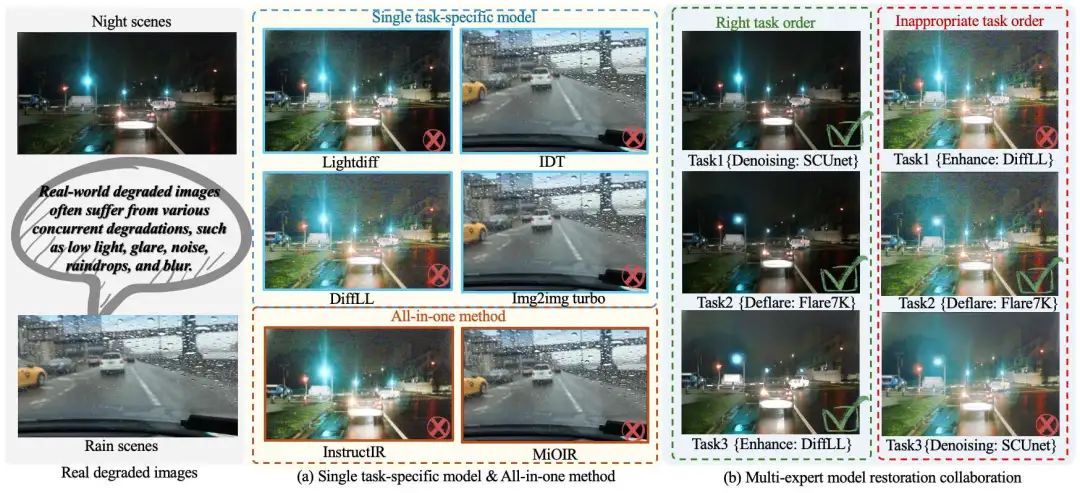 Night scenes
Real-world degraded images
often suffer from various
concurrent degradations, such
as low light, glare, noise,
raindrops, and blur.
Rain scenes
Real degraded images
Single task-specific model
Lightdiff
IDT
DiffLL
Img2img turbo
All-in-one method
InstructIR
MiOIR
(a) Single task-specific model & All-in-one method
Right task order
Inappropriate task order
Task1{Denoising: SCUnet}
Task1 {Enhance: DiffLL}
Task2 {Deflare: Flare7K}
Task2 {Deflare: Flare7K}
Task3 {Enhance: DiffLL}
Task3{Denoising: SCUnet}
(b) Multi-expert model restoration collaboration